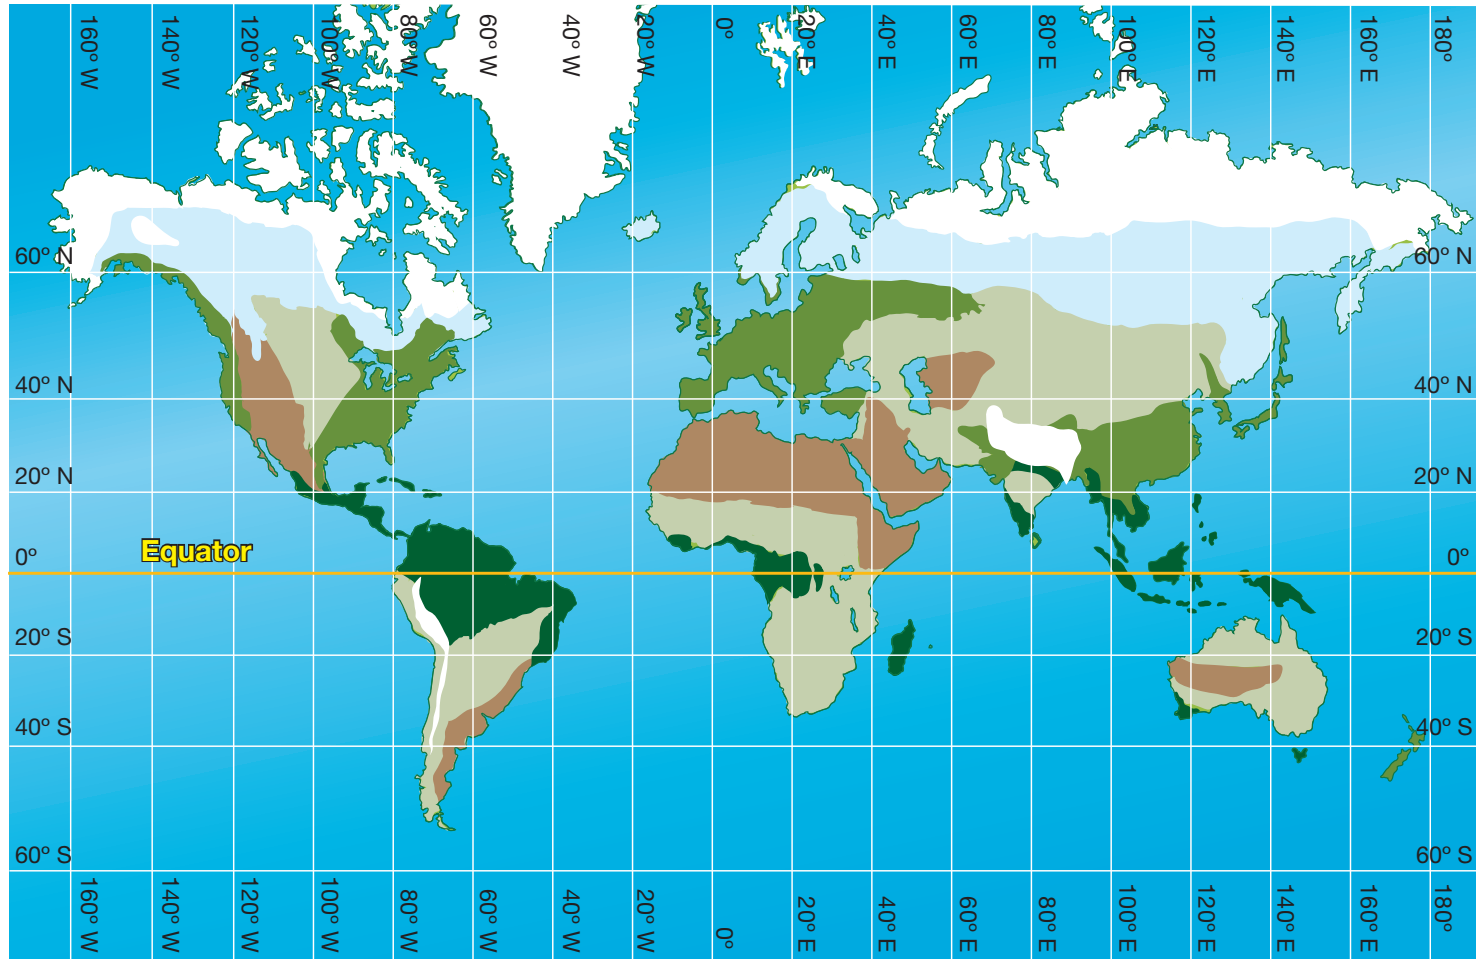 160° W
140° W
120° W
100° W
80° W
60° W
40° W
20° W
0°
20° E
40° E
60° E
80° E
100° E
120° E
140° E
160° E
180°
60° N
60° N
40° N
40° N
20° N
20° N
Equator
0°
0°
20° S
20° S
40° S
40° S
60° S
60° S
160° W
140° W
120° W
100° W
80° W
60° W
40° W
20° W
0°
20° E
40° E
60° E
80° E
100° E
120° E
140° E
160° E
180°